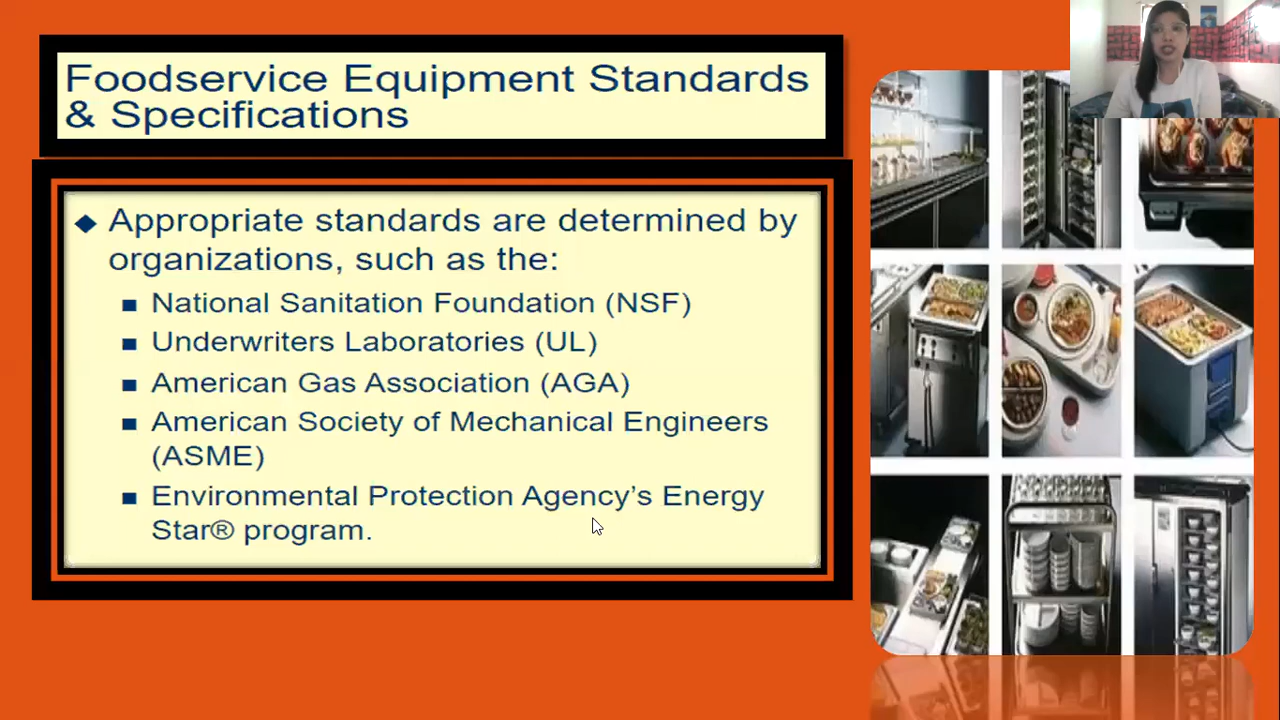 Foodservice Equipment Standards
& Specifications
◆ Appropriate standards are determined by
organizations, such as the:
■ National Sanitation Foundation (NSF)
■ Underwriters Laboratories (UL)
■ American Gas Association (AGA)
■ American Society of Mechanical Engineers
(ASME)
■ Environmental Protection Agency’s Energy
Star® program.